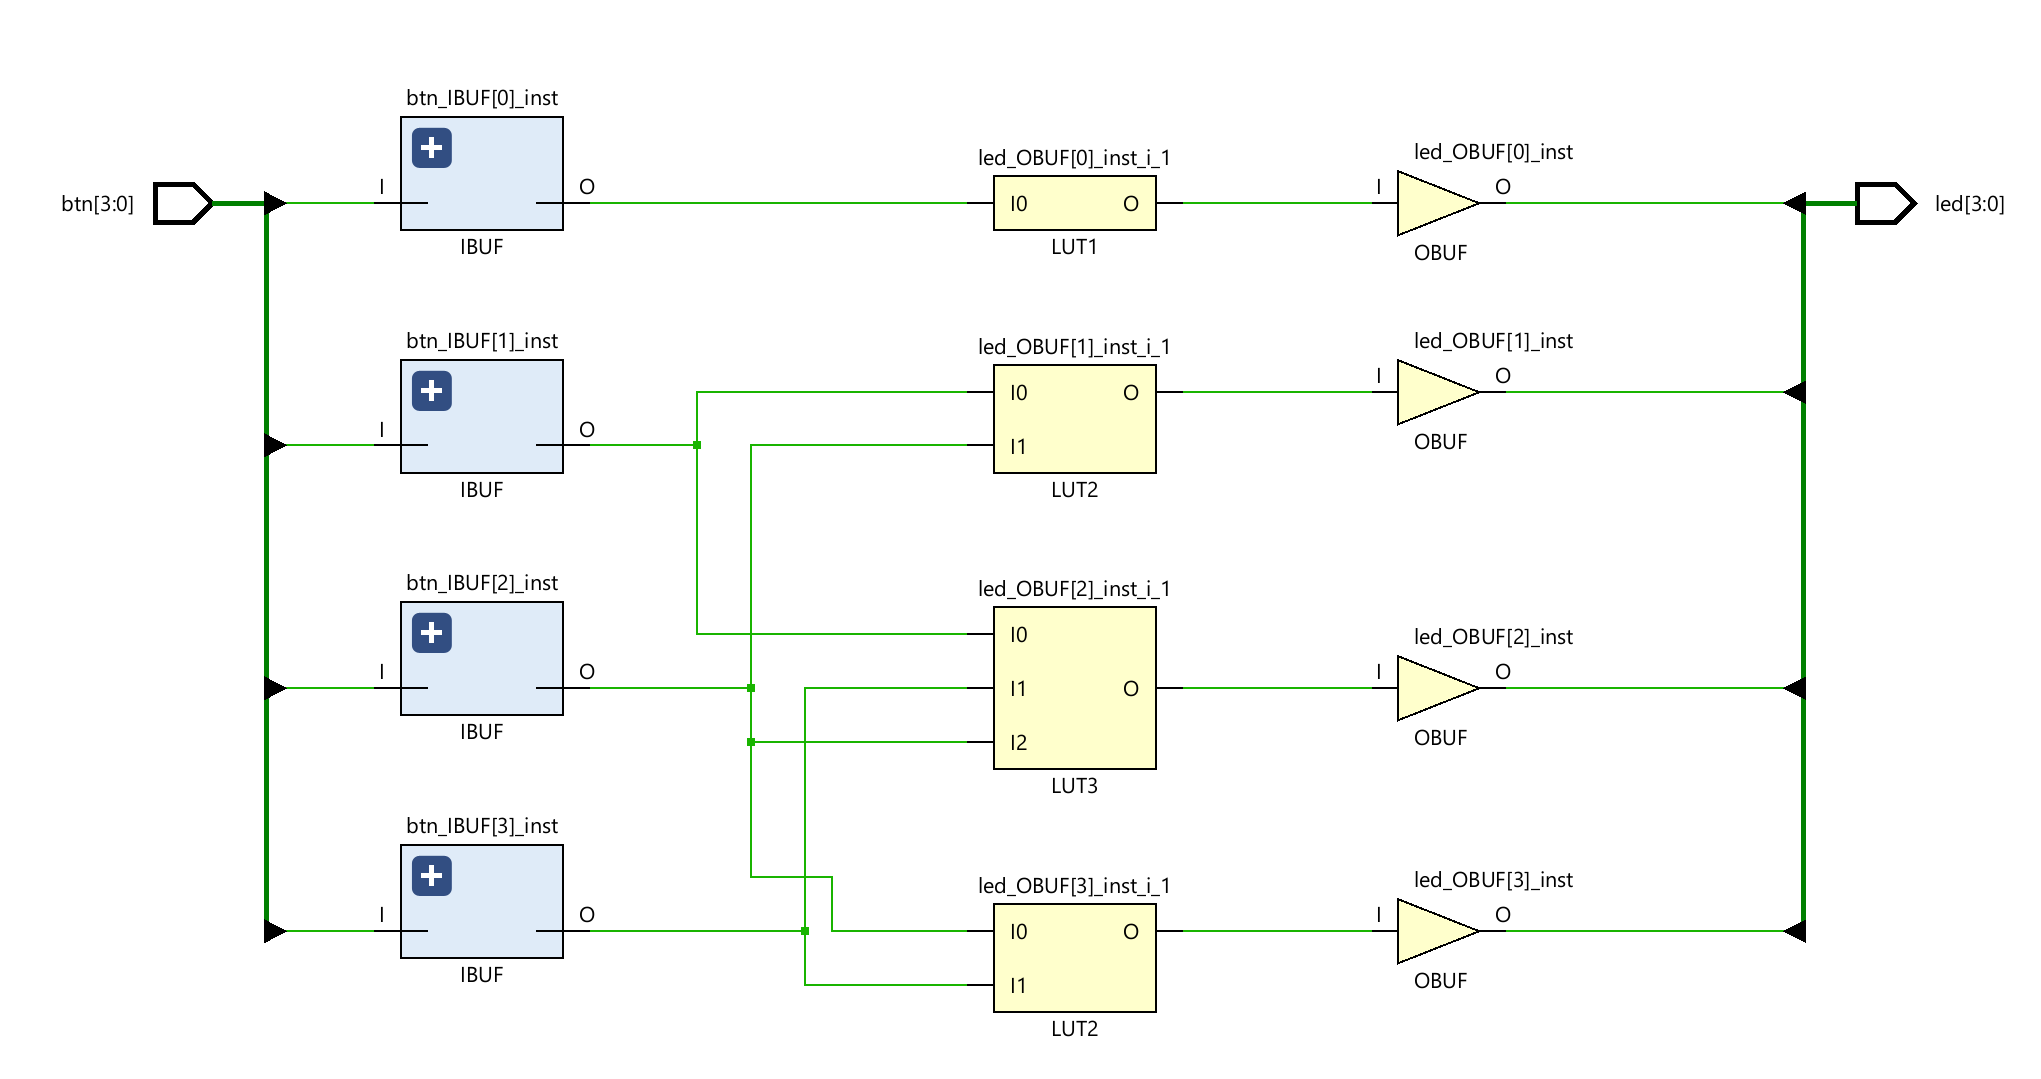 btn_IBUF[0]_inst
I
O
IBUF
btn[3:0]
led_OBUF[0]_inst_i_1
I0
O
LUT1
led_OBUF[0]_inst
I
O
OBUF
led[3:0]
btn_IBUF[1]_inst
I
O
IBUF
led_OBUF[1]_inst_i_1
I0
O
I1
LUT2
led_OBUF[1]_inst
I
O
OBUF
btn_IBUF[2]_inst
I
O
IBUF
led_OBUF[2]_inst_i_1
I0
I1
O
I2
LUT3
led_OBUF[2]_inst
I
O
OBUF
btn_IBUF[3]_inst
I
O
IBUF
led_OBUF[3]_inst_i_1
I0
O
I1
LUT2
led_OBUF[3]_inst
I
O
OBUF